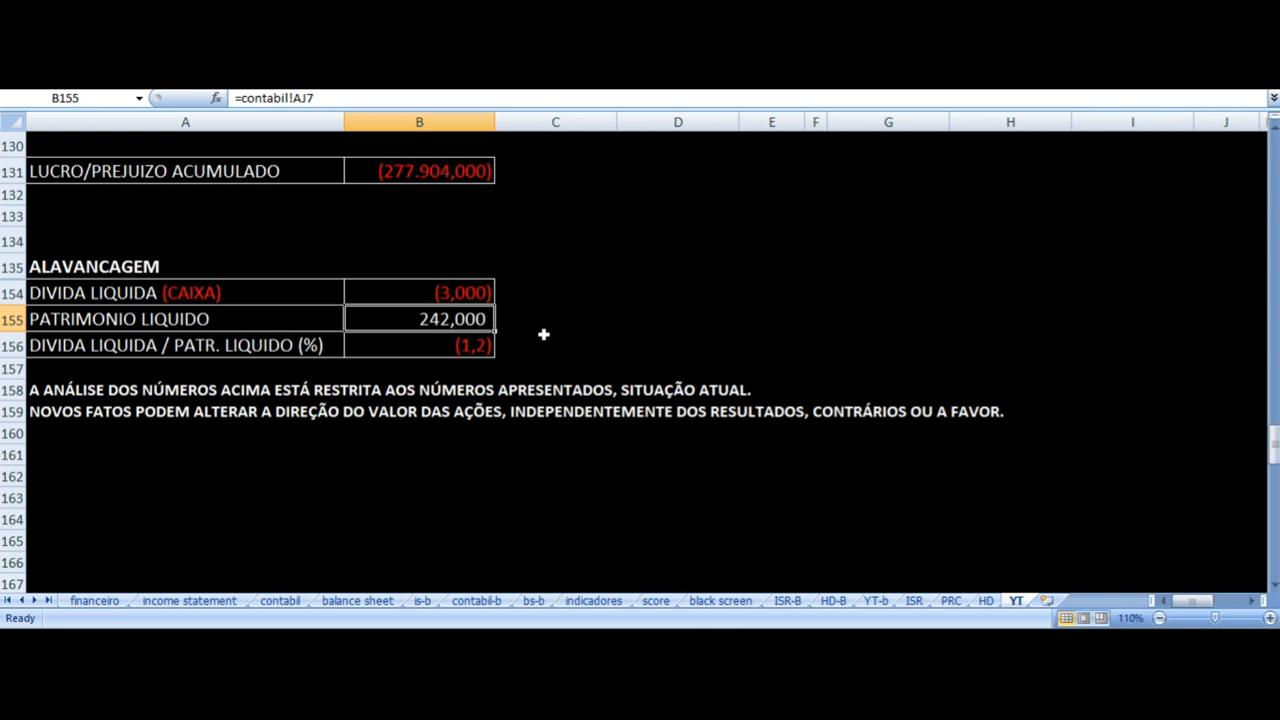 B155 fx =contabil!AJ7
A B C D E F G H I J
130
131 LUCRO/PREJUIZO ACUMULADO (277.904,000)
132
133
134
135 ALAVANCAGEM
154 DIVIDA LIQUIDA (CAIXA) (3,000)
155 PATRIMONIO LIQUIDO 242,000
156 DIVIDA LIQUIDA / PATR. LIQUIDO (%) (1,2)
157
158 A ANÁLISE DOS NÚMEROS ACIMA ESTÁ RESTRITA AOS NÚMEROS APRESENTADOS, SITUAÇÃO ATUAL.
159 NOVOS FATOS PODEM ALTERAR A DIREÇÃO DO VALOR DAS AÇÕES, INDEPENDENTEMENTE DOS RESULTADOS, CONTRÁRIOS OU A FAVOR.
160
161
162
163
164
165
166
167
financeiro income statement contabil balance sheet is-b contabil-b bs-b indicadores score black screen ISR-B HD-B YT-b ISR PRC HD YT
Ready 110%